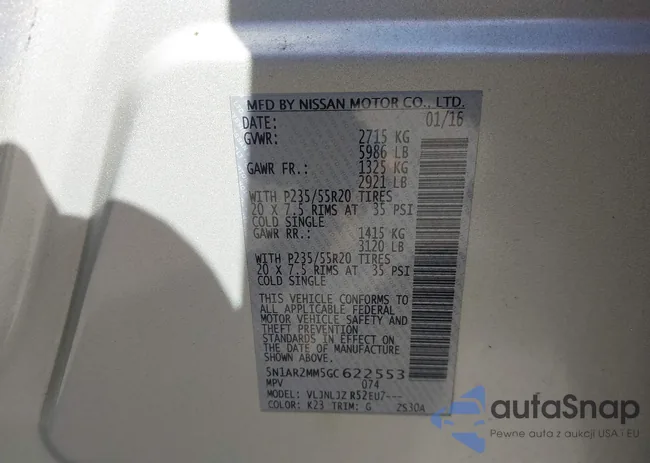 MFD BY NISSAN MOTOR CO., LTD.
DATE: 01/16
GVWR: 2715 KG
5986 LB
GAWR FR.: 1325 KG
2921 LB
WITH P235/55R20 TIRES
20 X 7.5 RIMS AT 35 PSI
COLD SINGLE
GAWR RR.: 1415 KG
3120 LB
WITH P235/55R20 TIRES
20 X 7.5 RIMS AT 35 PSI
COLD SINGLE
THIS VEHICLE CONFORMS TO
ALL APPLICABLE FEDERAL
MOTOR VEHICLE SAFETY AND
THEFT PREVENTION
STANDARDS IN EFFECT ON
THE DATE OF MANUFACTURE
SHOWN ABOVE.
5N1AR2MM5GC622553
MPV 074
MODEL: VLJNLJZ R52EU7---
COLOR: K23 TRIM: G 2530A
autaSnap
Pewne auta z aukcji USA i EU